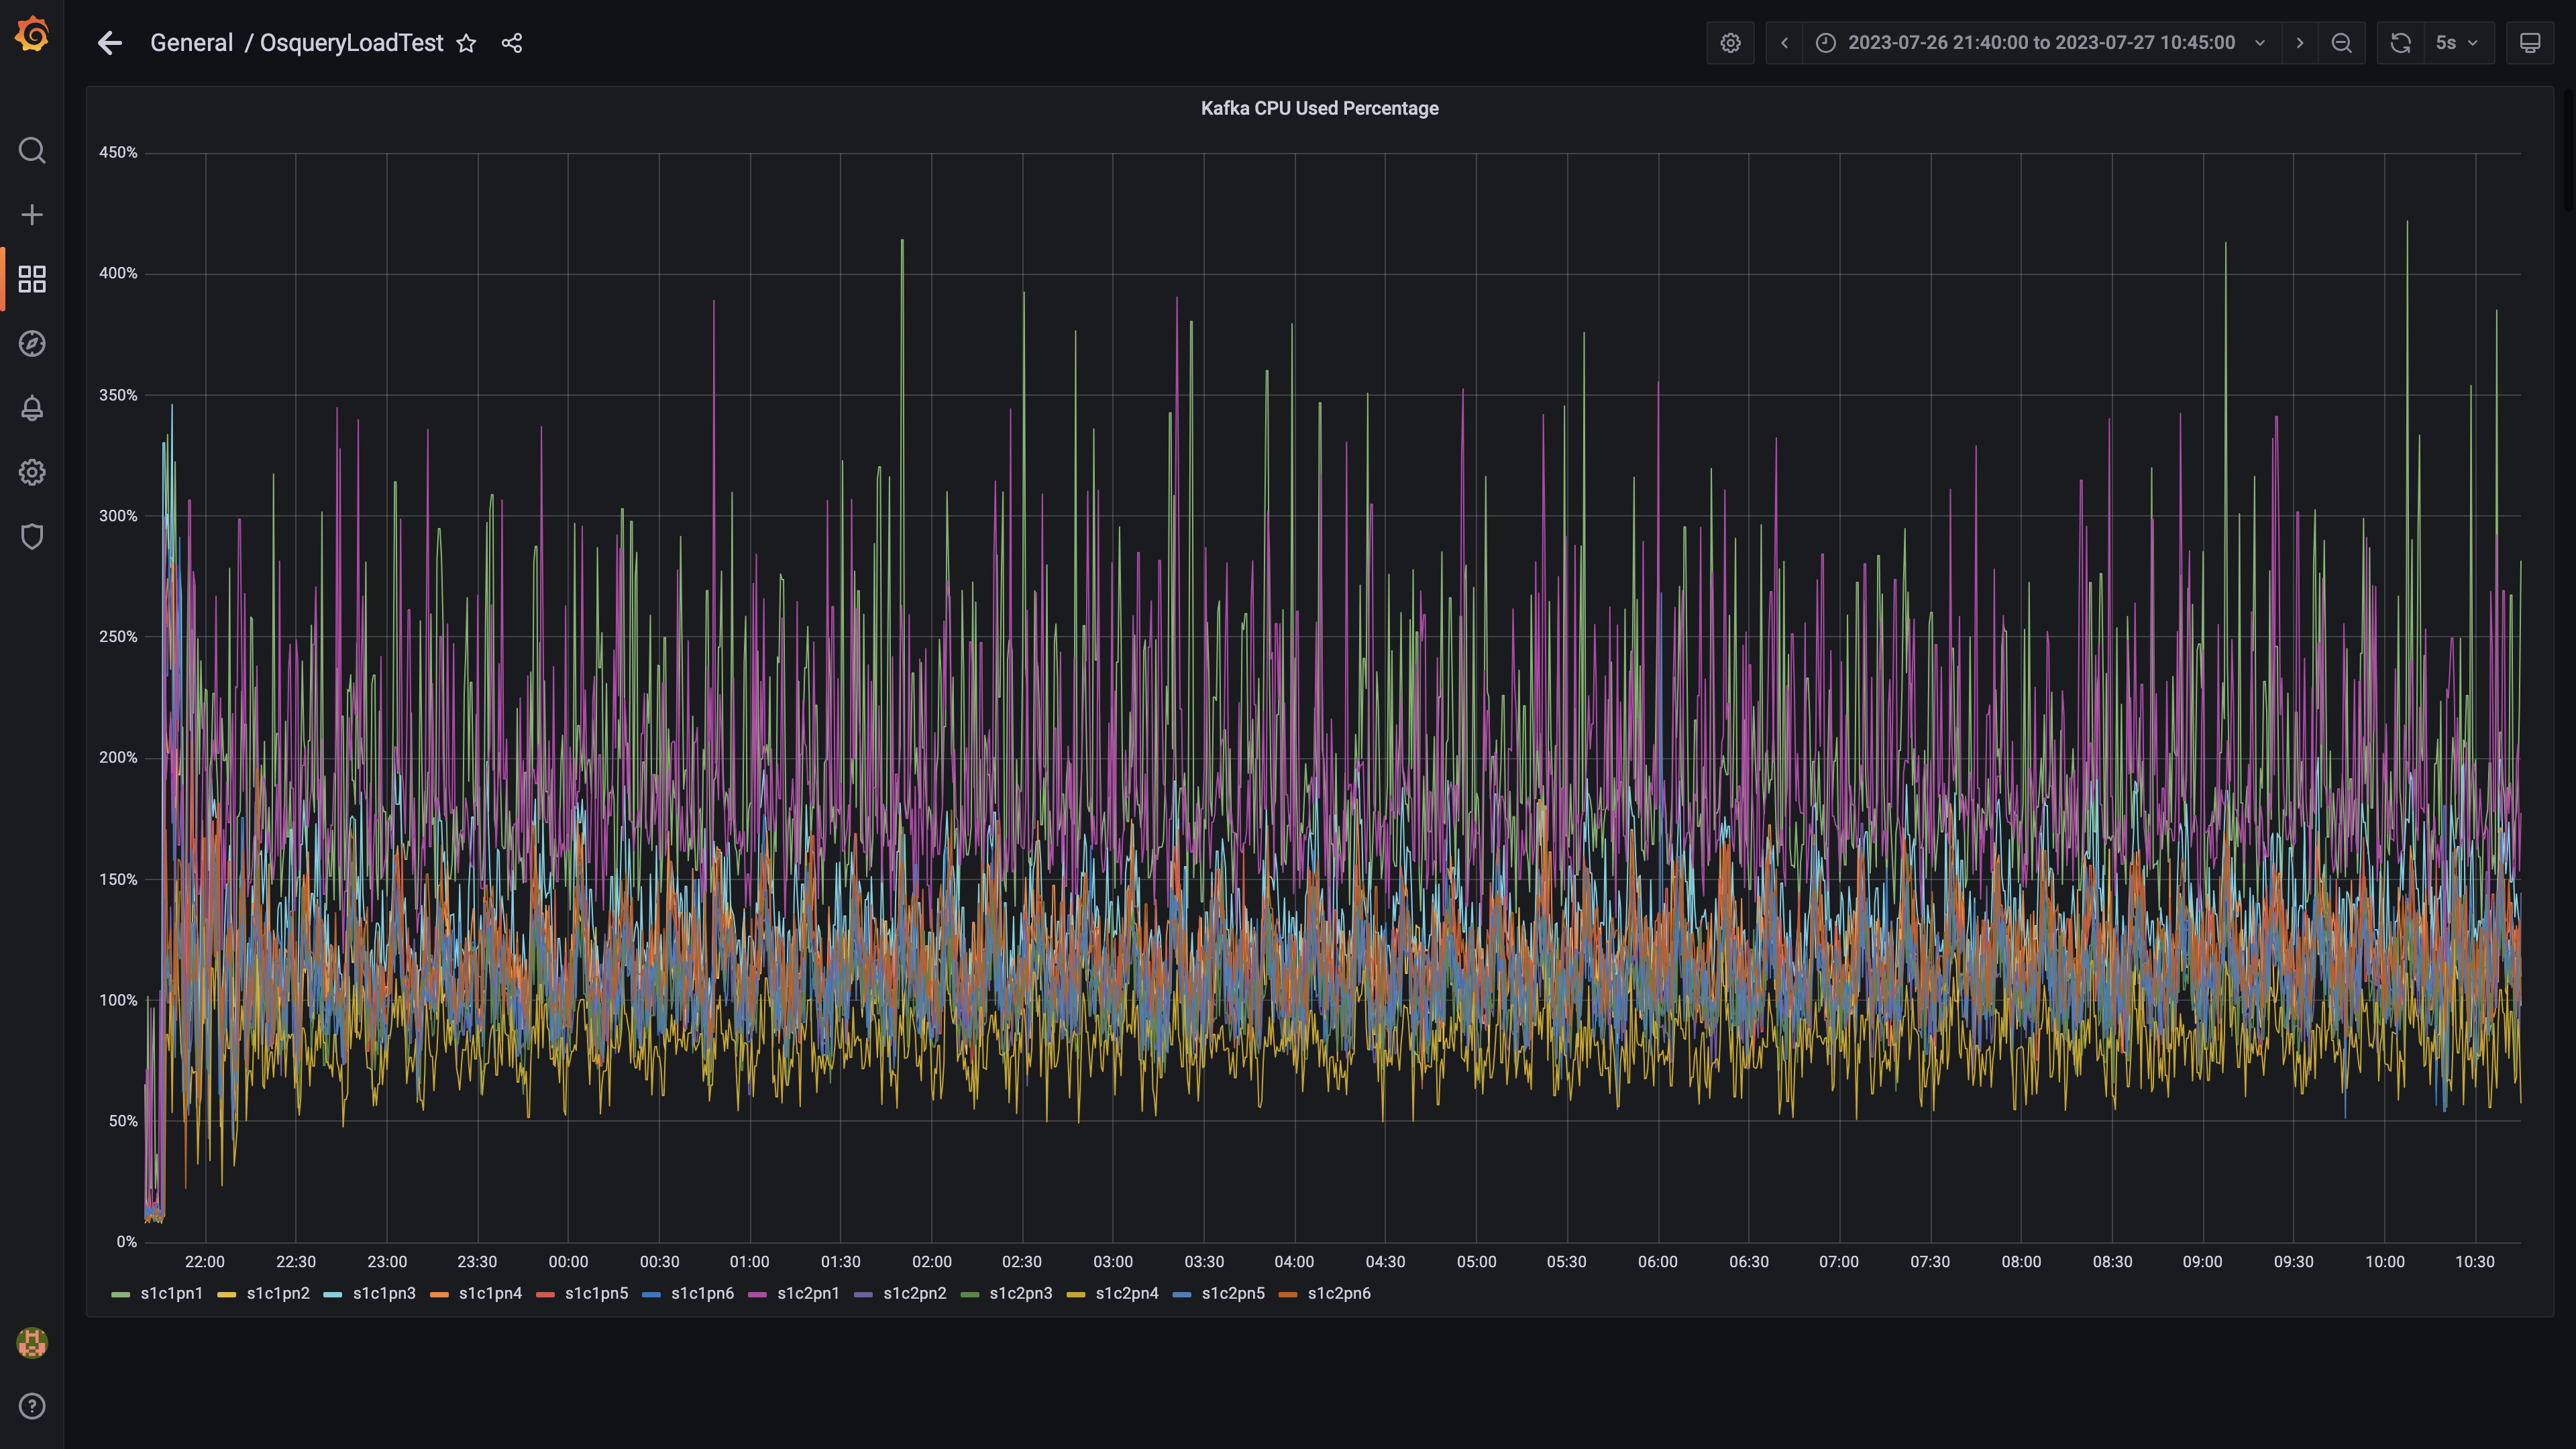 General / OsqueryLoadTest
2023-07-26 21:40:00 to 2023-07-27 10:45:00
5s
Kafka CPU Used Percentage
450%
400%
350%
300%
250%
200%
150%
100%
50%
0%
22:00 22:30 23:00 23:30 00:00 00:30 01:00 01:30 02:00 02:30 03:00 03:30 04:00 04:30 05:00 05:30 06:00 06:30 07:00 07:30 08:00 08:30 09:00 09:30 10:00 10:30
s1c1pn1 s1c1pn2 s1c1pn3 s1c1pn4 s1c1pn5 s1c1pn6 s1c2pn1 s1c2pn2 s1c2pn3 s1c2pn4 s1c2pn5 s1c2pn6